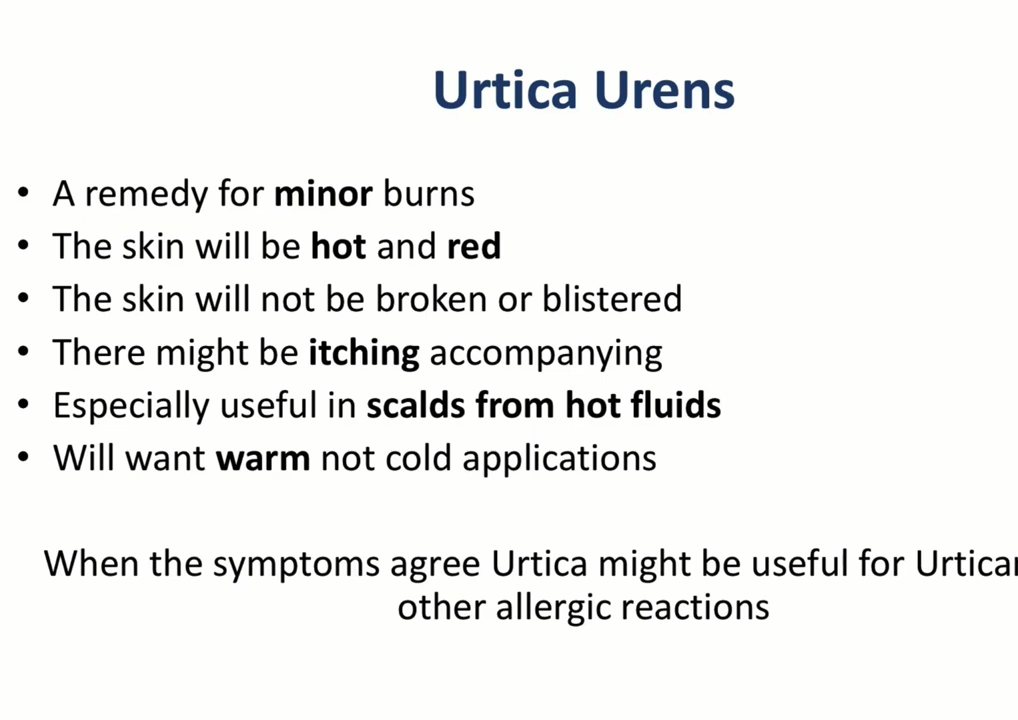 Urtica Urens
• A remedy for minor burns
• The skin will be hot and red
• The skin will not be broken or blistered
• There might be itching accompanying
• Especially useful in scalds from hot fluids
• Will want warm not cold applications
When the symptoms agree Urtica might be useful for
other allergic reactions